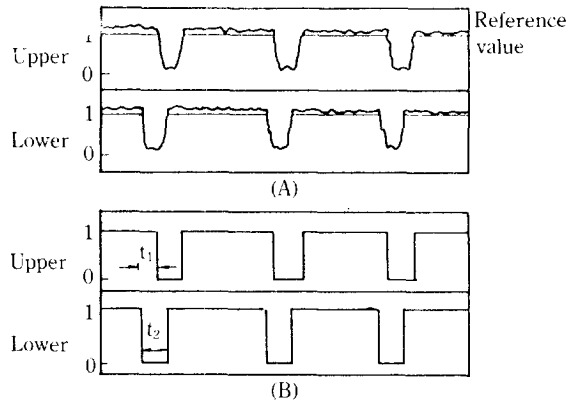 Reference
value
1
Upper
0
1
Lower
0
(A)
1
t1
Upper
0
1
t2
Lower
0
(B)